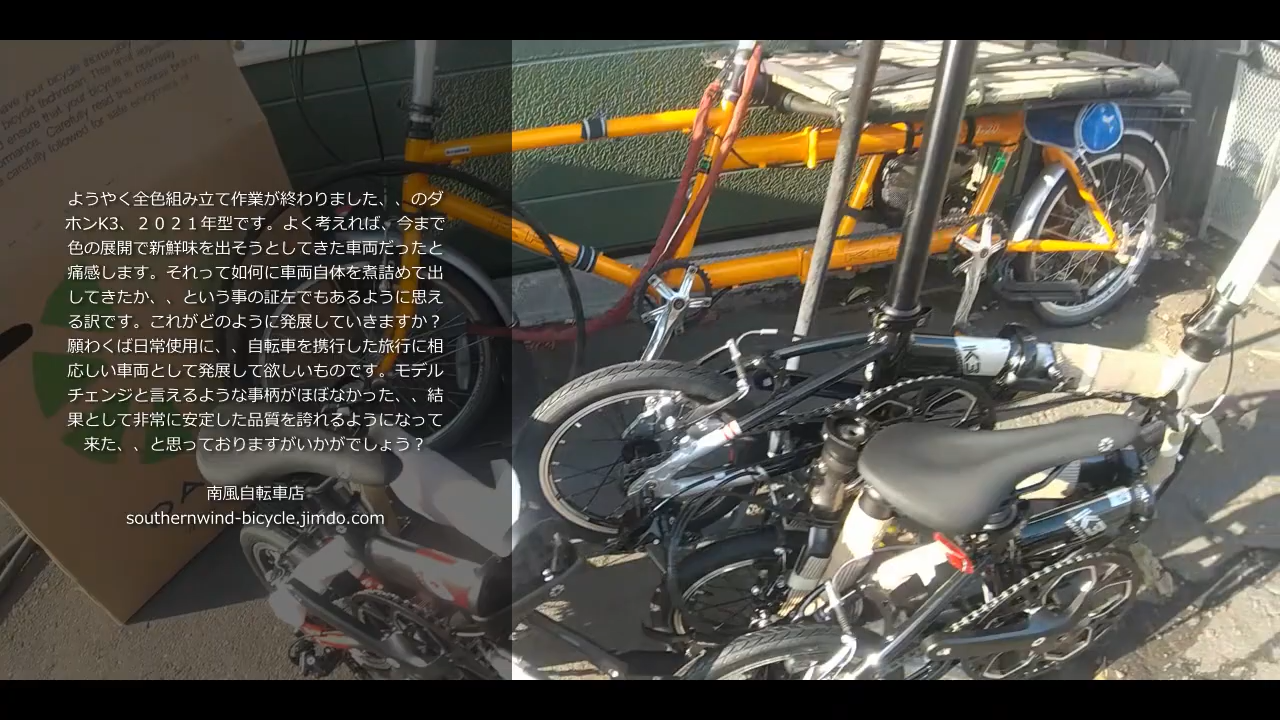 ようやく全色組み立て作業が終わりました、、のダ
ホンK3、２０２１年型です。よく考えれば、今まで
色の展開で新鮮味を出そうとしてきた車両だったと
痛感します。それって如何に車両自体を煮詰めて出
してきたか、、という事の証左でもあるように思え
る訳です。これがどのように発展していきますか？
願わくば日常使用に、、自転車を携行した旅行に相
応しい車両として発展して欲しいものです。モデル
チェンジと言えるような事柄がほぼなかった、、結
果として非常に安定した品質を誇れるようになって
来た、、と思っておりますがいかがでしょう？
南風自転車店
southernwind-bicycle.jimdo.com
K3
K3